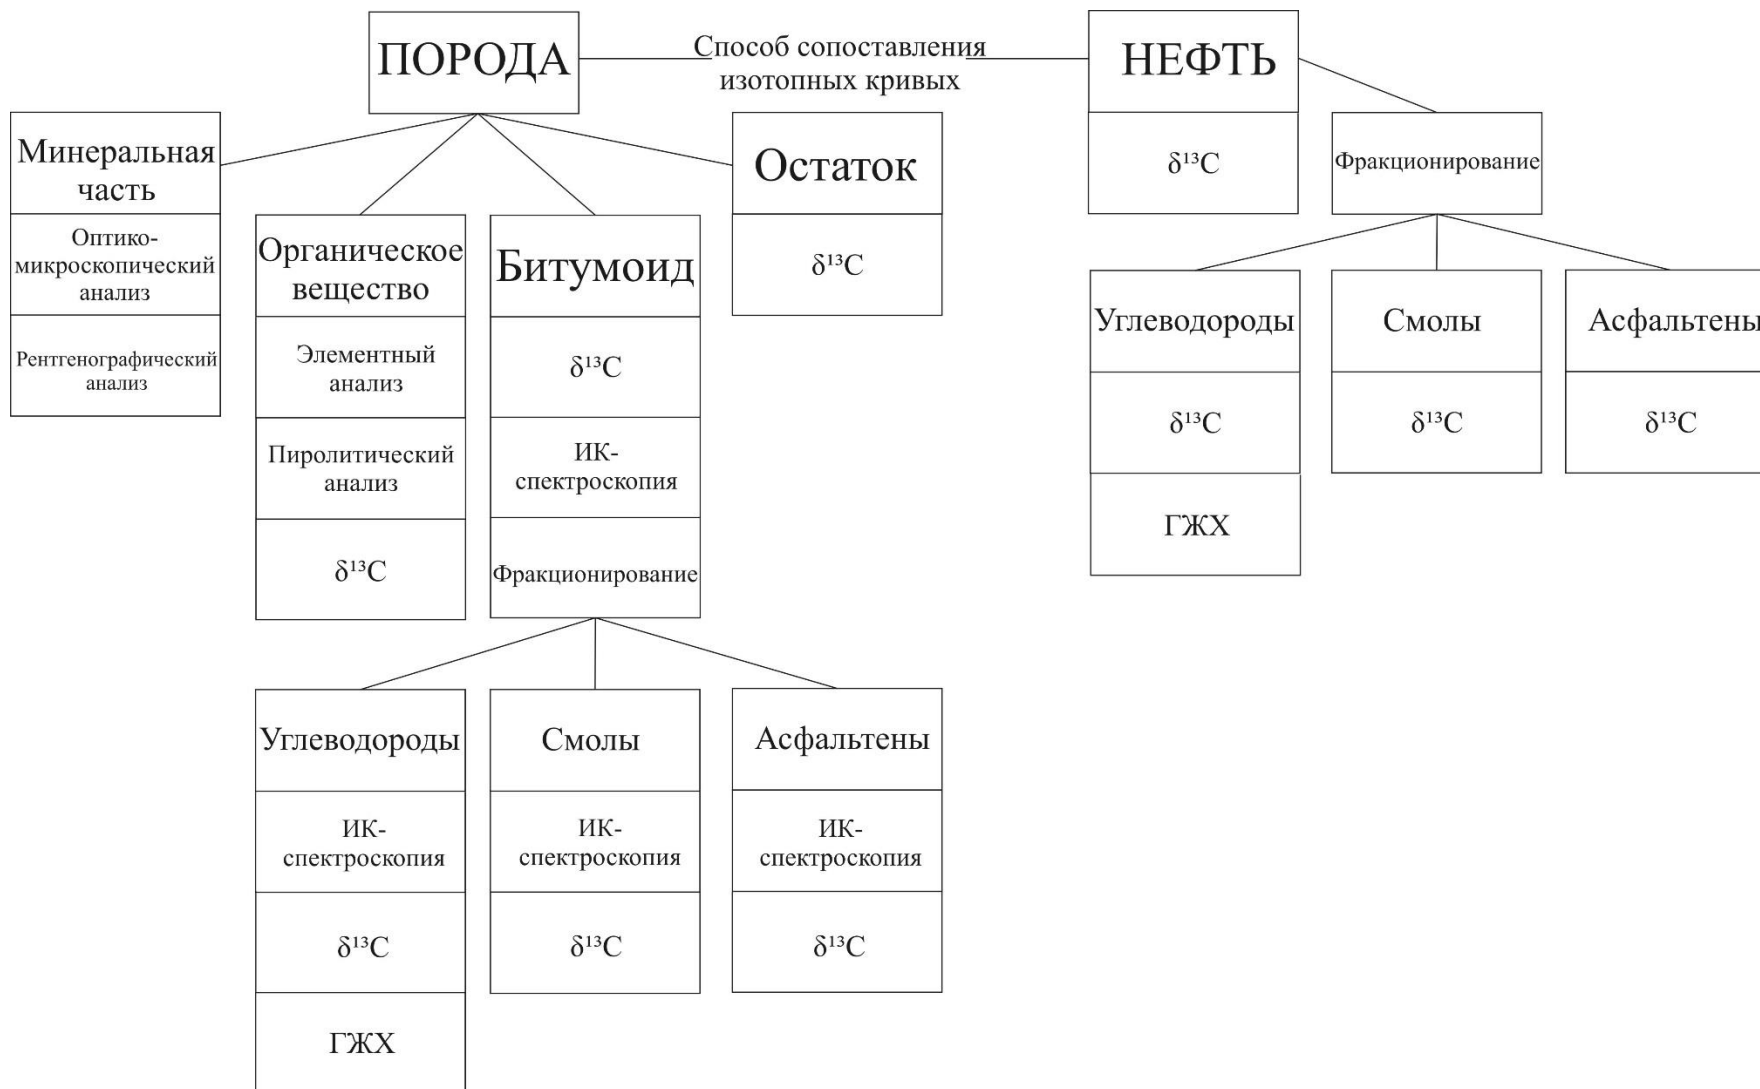 ПОРОДА
Способ сопоставления
изотопных кривых
НЕФТЬ
Минеральная
часть
Оптико-
микроскопический
анализ
Рентгенографический
анализ
Органическое
вещество
Элементный
анализ
Пиролитический
анализ
δ¹³C
Битумоид
δ¹³C
ИК-
спектроскопия
Фракционирование
Остаток
δ¹³C
Углеводороды
ИК-
спектроскопия
δ¹³C
ГЖХ
Смолы
ИК-
спектроскопия
δ¹³C
Асфальтены
ИК-
спектроскопия
δ¹³C
δ¹³C
Фракционирование
Углеводороды
δ¹³C
ГЖХ
Смолы
δ¹³C
Асфальтены
δ¹³C